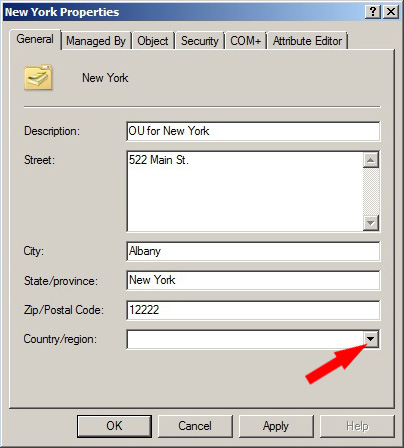 New York Properties
General Managed By Object Security COM+ Attribute Editor
New York
Description: OU for New York
Street: 522 Main St.
City: Albany
State/province: New York
Zip/Postal Code: 12222
Country/region:
OK Cancel Apply Help